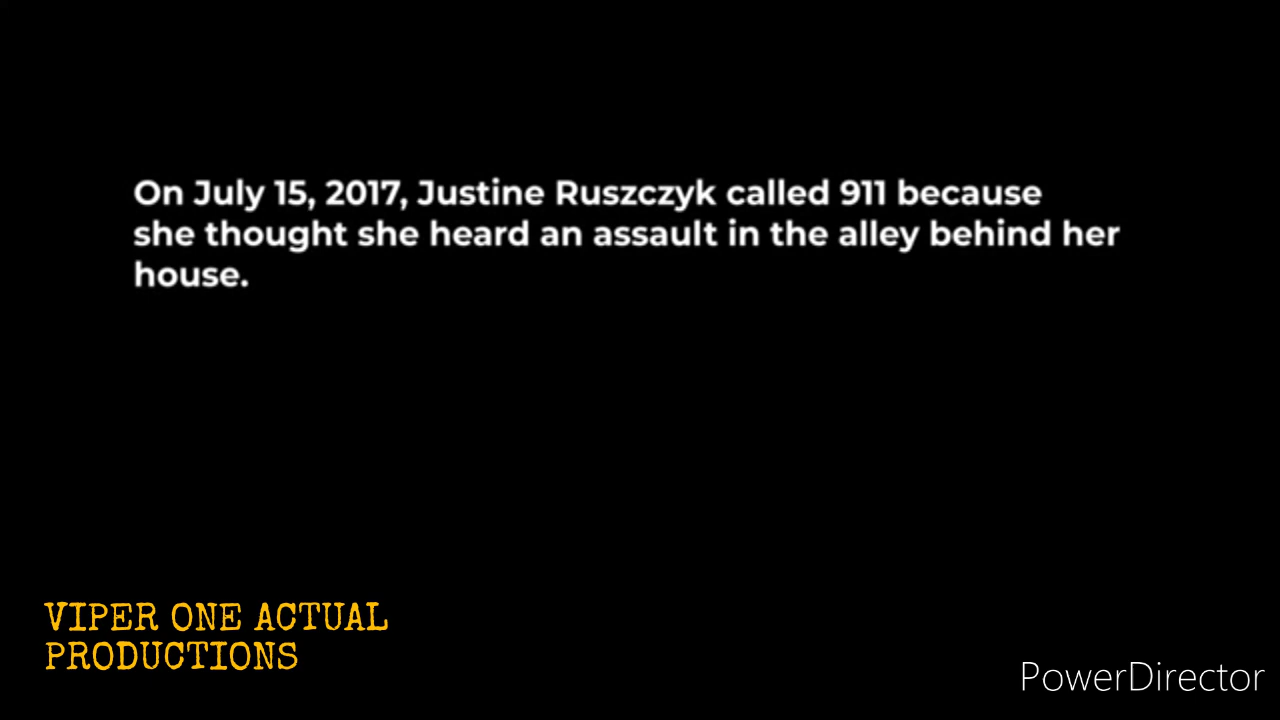 On July 15, 2017, Justine Ruszczyk called 911 because
she thought she heard an assault in the alley behind her
house.
VIPER ONE ACTUAL
PRODUCTIONS
PowerDirector